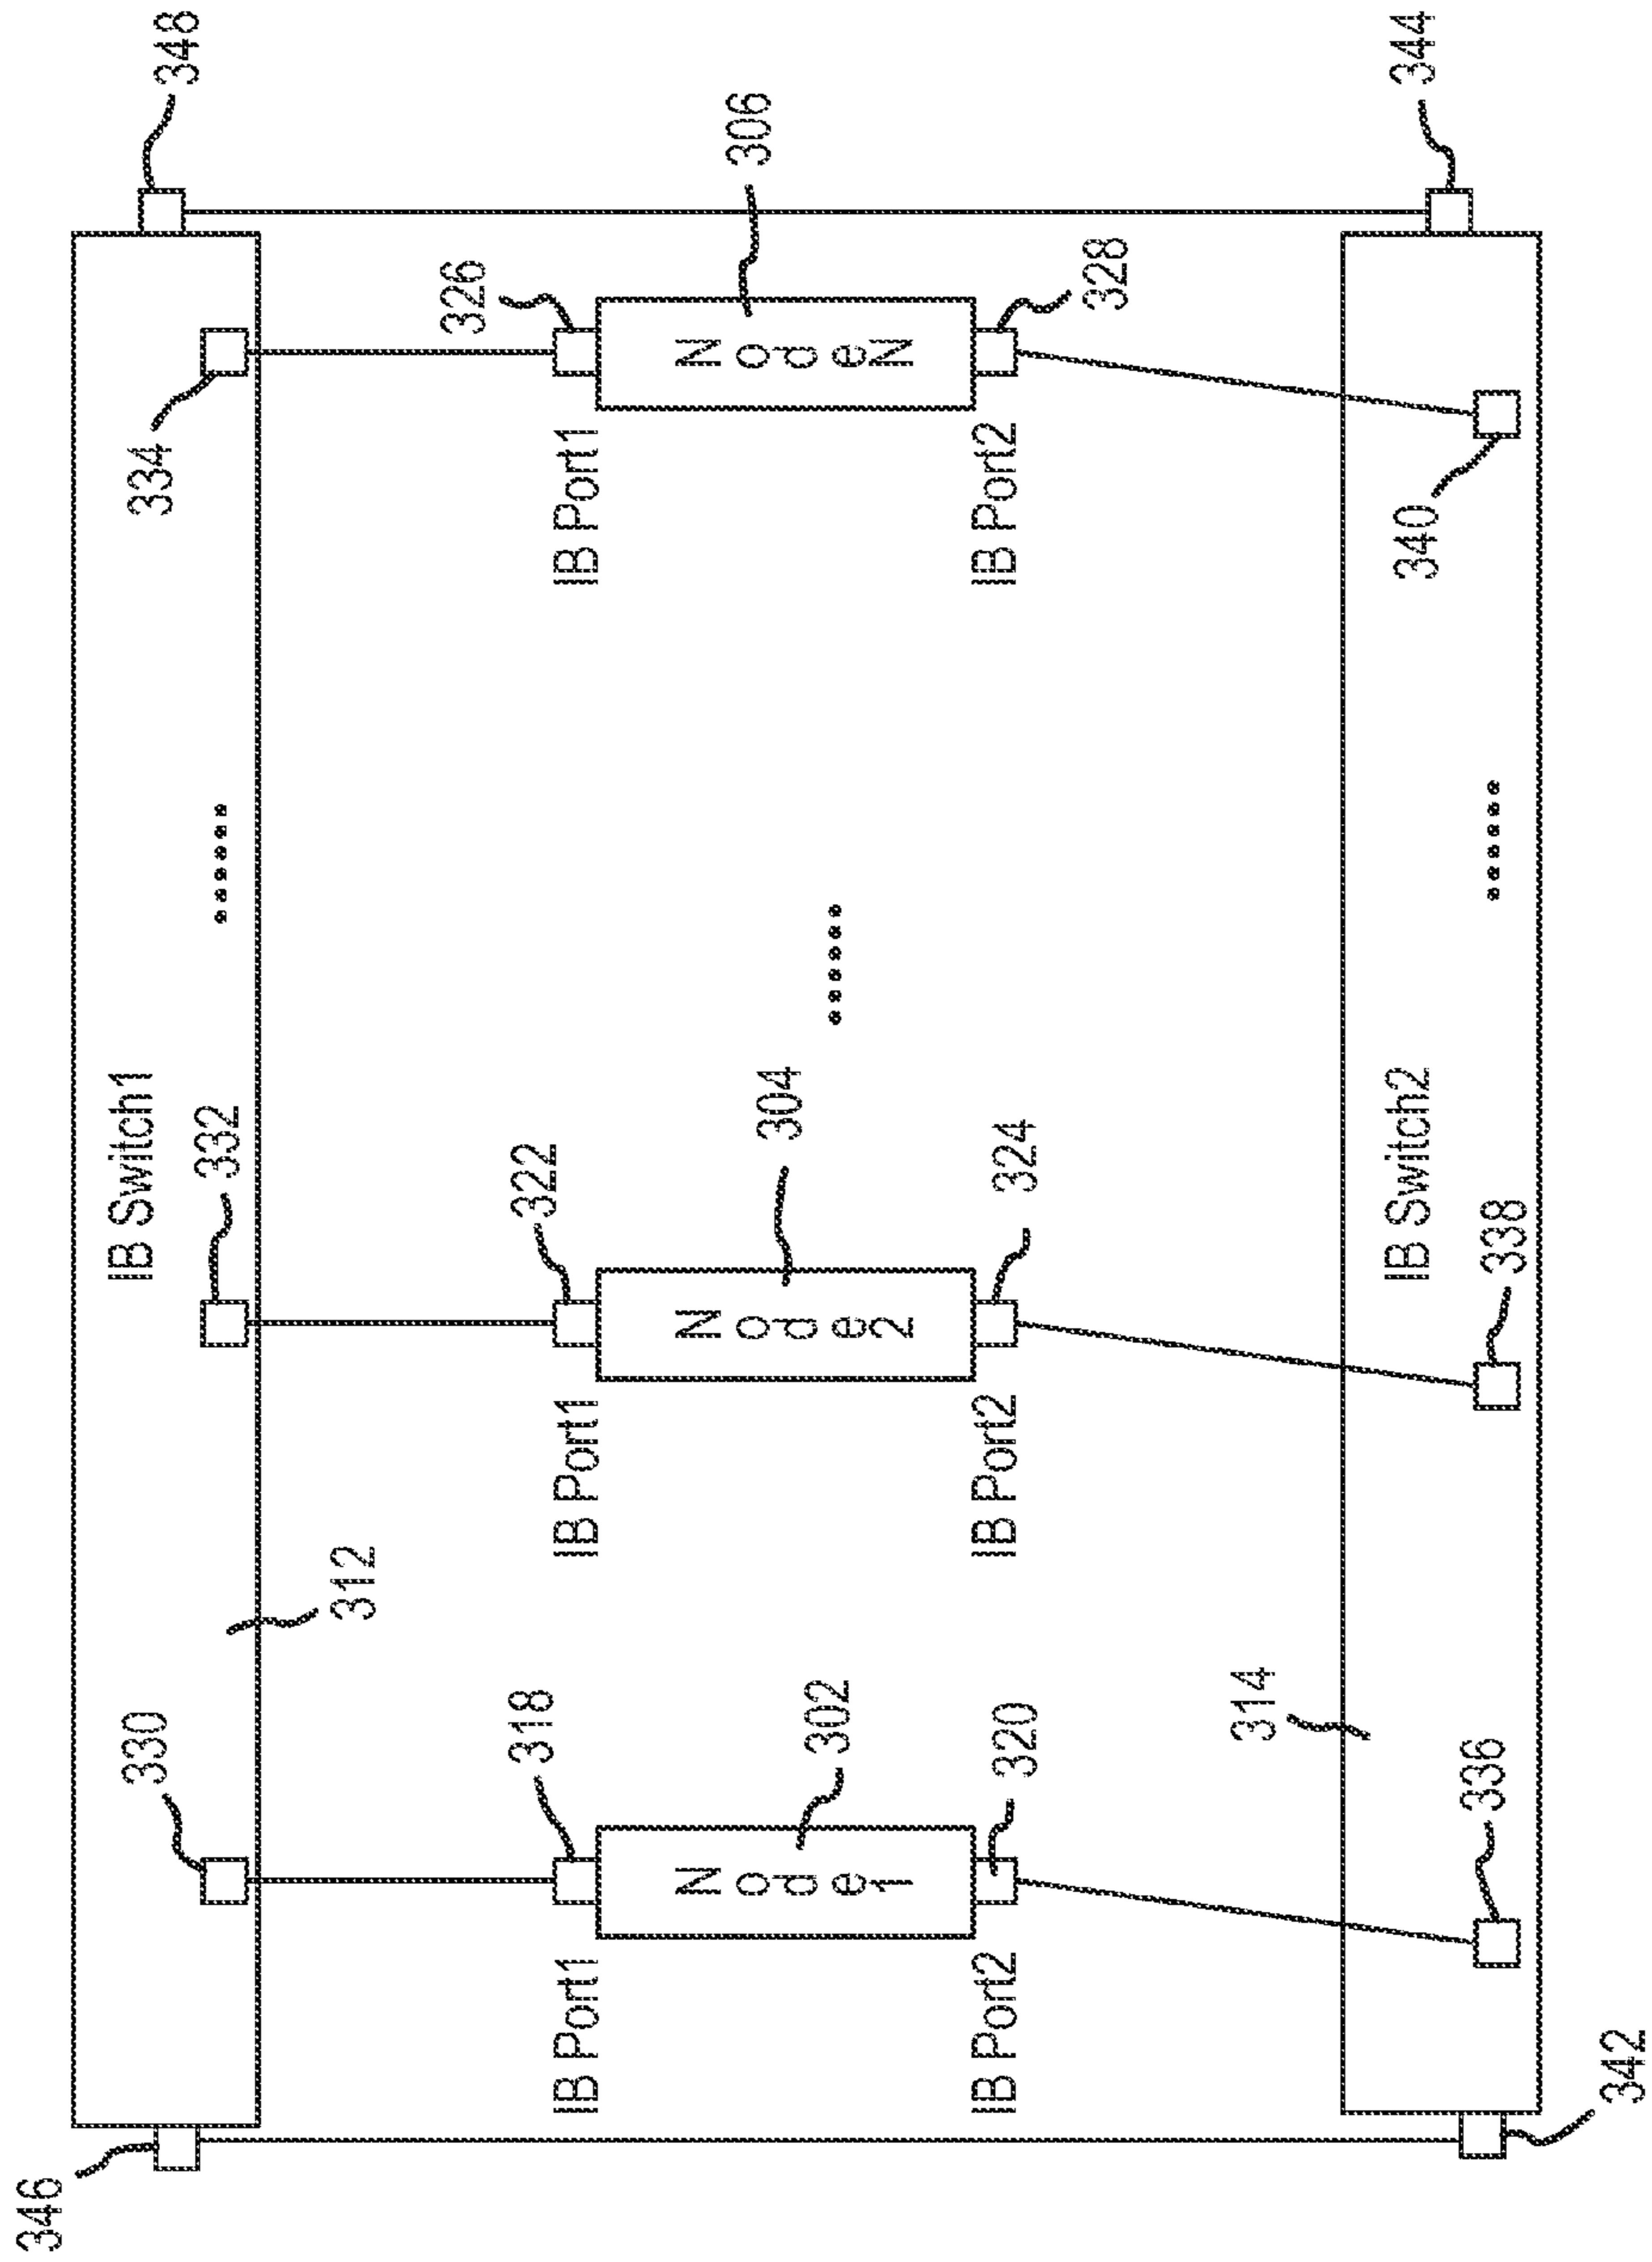 346
348
IB Switch1
330
332
334
312
318
322
326
IB Port1
IB Port1
IB Port1
Node1
302
Node2
304
NodeN
306
IB Port2
320
IB Port2
324
IB Port2
328
314
IB Switch2
336
338
340
342
344